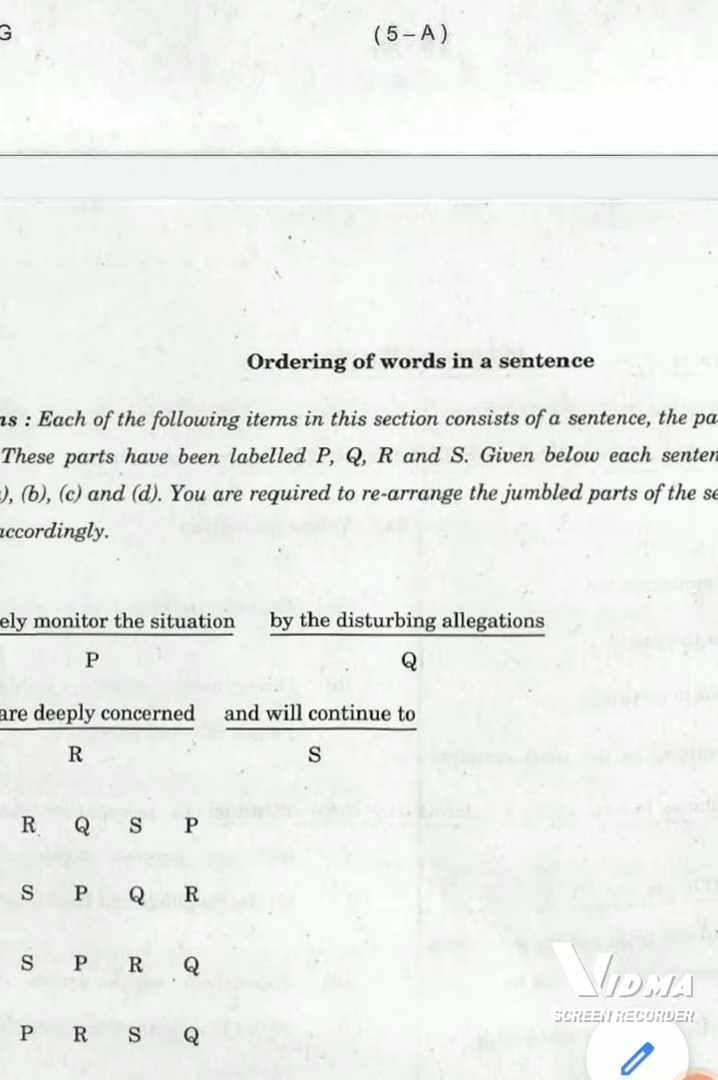 G
( 5 – A )
Ordering of words in a sentence
ns : Each of the following items in this section consists of a sentence, the pa
These parts have been labelled P, Q, R and S. Given below each senten
), (b), (c) and (d). You are required to re-arrange the jumbled parts of the se
accordingly.
ely monitor the situation by the disturbing allegations
P Q
are deeply concerned and will continue to
R S
R Q S P
S P Q R
S P R Q
P R S Q
VIDMA
SCREEN RECORDER